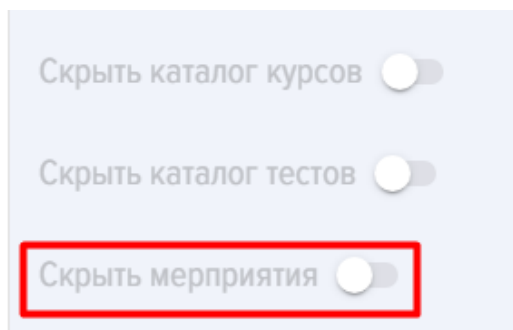 Скрыть каталог курсов
Скрыть каталог тестов
Скрыть мерприятия